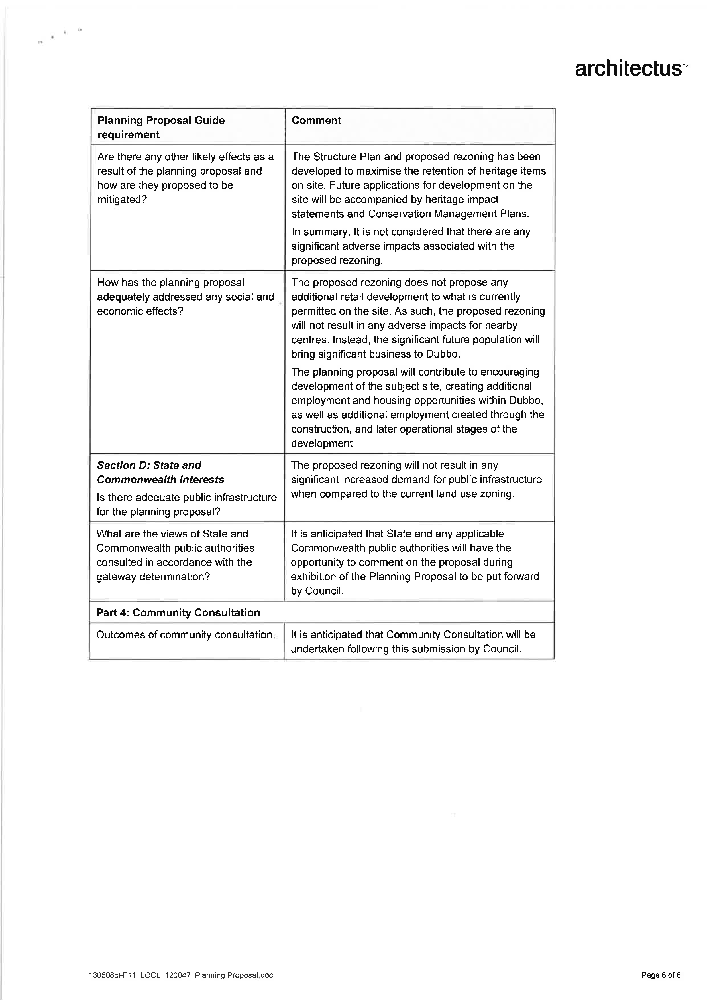 architectus™
Planning Proposal Guide
requirement
Comment
Are there any other likely effects as a
result of the planning proposal and
how are they proposed to be
mitigated?
The Structure Plan and proposed rezoning has been
developed to maximise the retention of heritage items
on site. Future applications for development on the
site will be accompanied by heritage impact
statements and Conservation Management Plans.
In summary, It is not considered that there are any
significant adverse impacts associated with the
proposed rezoning.
How has the planning proposal
adequately addressed any social and
economic effects?
The proposed rezoning does not propose any
additional retail development to what is currently
permitted on the site. As such, the proposed rezoning
will not result in any adverse impacts for nearby
centres. Instead, the significant future population will
bring significant business to Dubbo.
The planning proposal will contribute to encouraging
development of the subject site, creating additional
employment and housing opportunities within Dubbo,
as well as additional employment created through the
construction, and later operational stages of the
development.
Section D: State and
Commonwealth Interests
Is there adequate public infrastructure
for the planning proposal?
The proposed rezoning will not result in any
significant increased demand for public infrastructure
when compared to the current land use zoning.
What are the views of State and
Commonwealth public authorities
consulted in accordance with the
gateway determination?
It is anticipated that State and any applicable
Commonwealth public authorities will have the
opportunity to comment on the proposal during
exhibition of the Planning Proposal to be put forward
by Council.
Part 4: Community Consultation
Outcomes of community consultation.
It is anticipated that Community Consultation will be
undertaken following this submission by Council.
130508cl-F11_LOCL_120047_Planning Proposal.doc
Page 6 of 6